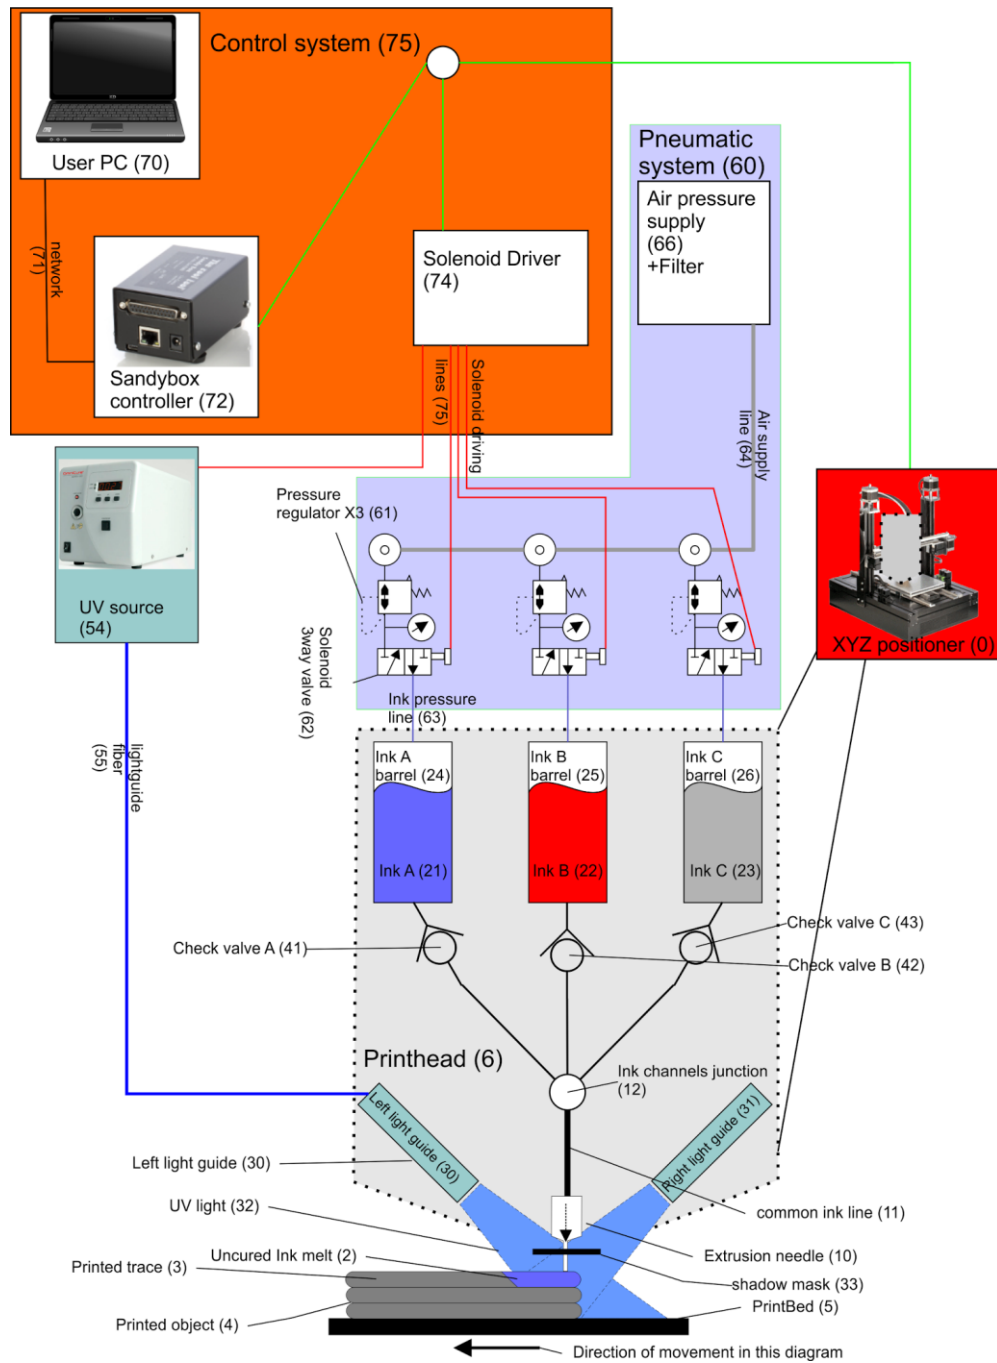 Control system (75)
User PC (70)
network
(71)
Sandybox
controller (72)
Solenoid Driver
(74)
Solenoid driving
lines (75)
Pneumatic
system (60)
Air pressure
supply
(66)
+Filter
Air supply
line (64)
UV source
(54)
Pressure
regulator X3 (61)
Solenoid
3way valve (62)
Ink pressure
line (63)
XYZ positioner (0)
lightguide
fiber
(55)
Ink A
barrel (24)
Ink B
barrel (25)
Ink C
barrel (26)
Ink A (21)
Ink B (22)
Ink C (23)
Check valve A (41)
Check valve C (43)
Check valve B (42)
Printhead (6)
Ink channels junction
(12)
Left light guide (30)
Right light guide (31)
Left light guide (30)
UV light (32)
common ink line (11)
Uncured Ink melt (2)
Extrusion needle (10)
Printed trace (3)
shadow mask (33)
PrintBed (5)
Printed object (4)
Direction of movement in this diagram